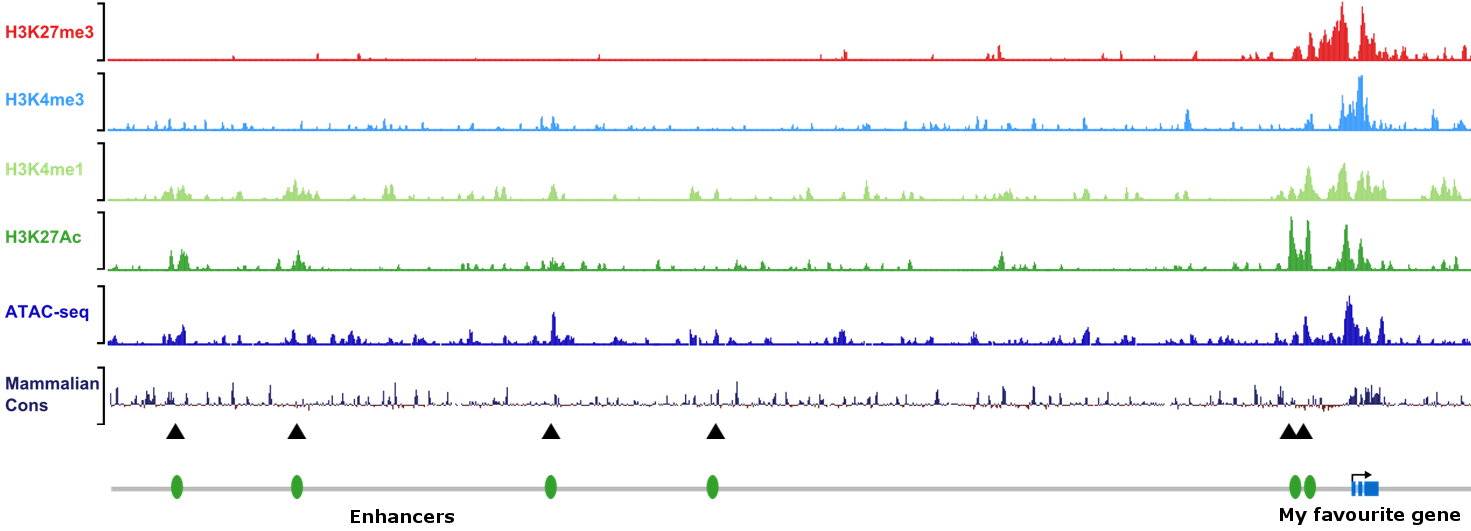 H3K27me3
H3K4me3
H3K4me1
H3K27Ac
ATAC-seq
Mammalian
Cons
Enhancers
My favourite gene